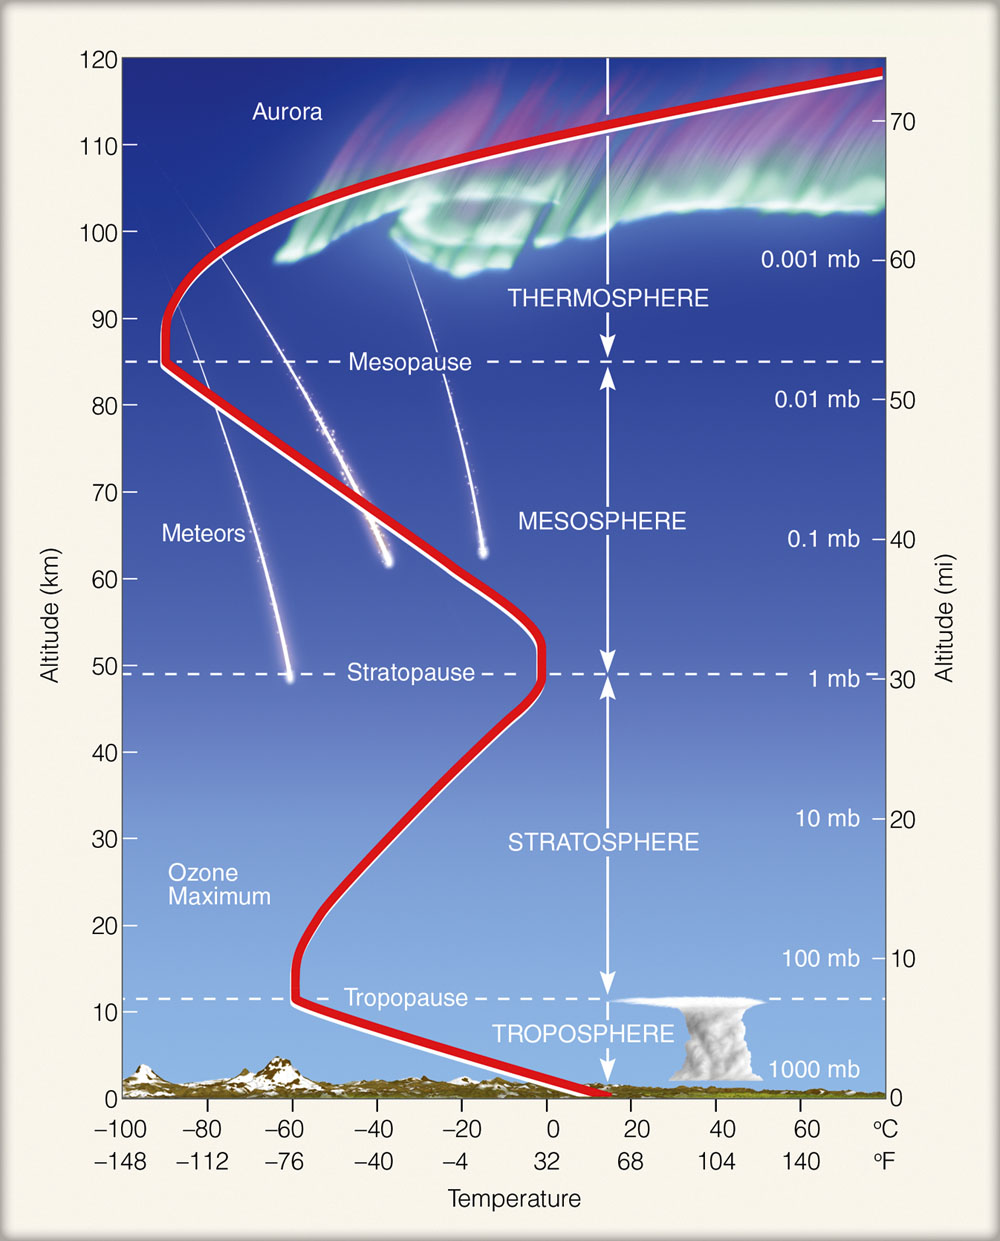 120
110
100
90
80
70
60
50
40
30
20
10
0
Altitude (km)
Aurora
Meteors
Ozone
Maximum
THERMOSPHERE
Mesopause
MESOSPHERE
Stratopause
STRATOSPHERE
Tropopause
TROPOSPHERE
0.001 mb
0.01 mb
0.1 mb
1 mb
10 mb
100 mb
1000 mb
70
60
50
40
30
20
10
0
Altitude (mi)
–100 –80 –60 –40 –20 0 20 40 60 ºC
–148 –112 –76 –40 –4 32 68 104 140 ºF
Temperature